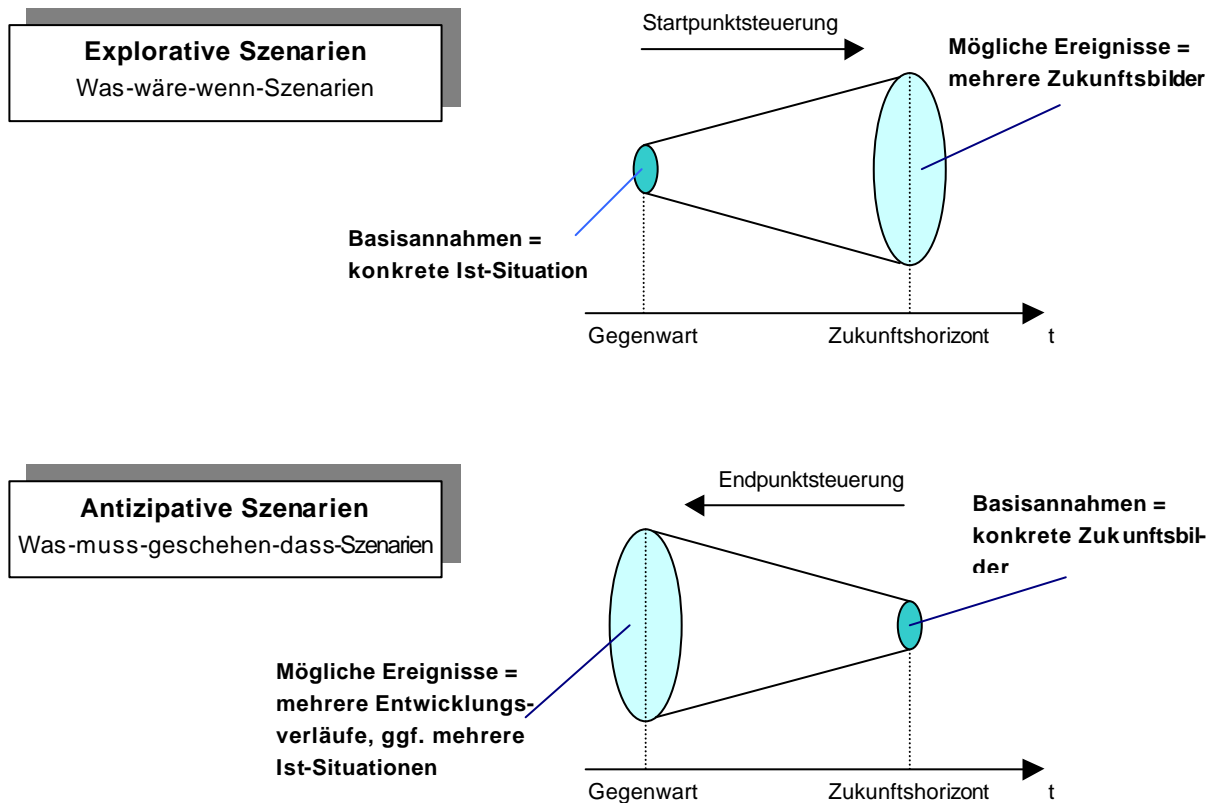 Explorative Szenarien
Was-wäre-wenn-Szenarien
Startpunktsteuerung
Mögliche Ereignisse =
mehrere Zukunftsbilder
Basisannahmen =
konkrete Ist-Situation
Gegenwart
Zukunftshorizont
t
Antizipative Szenarien
Was-muss-geschehen-dass-Szenarien
Endpunktsteuerung
Basisannahmen =
konkrete Zukunftsbil-
der
Mögliche Ereignisse =
mehrere Entwicklungs-
verläufe, ggf. mehrere
Ist-Situationen
Gegenwart
Zukunftshorizont
t